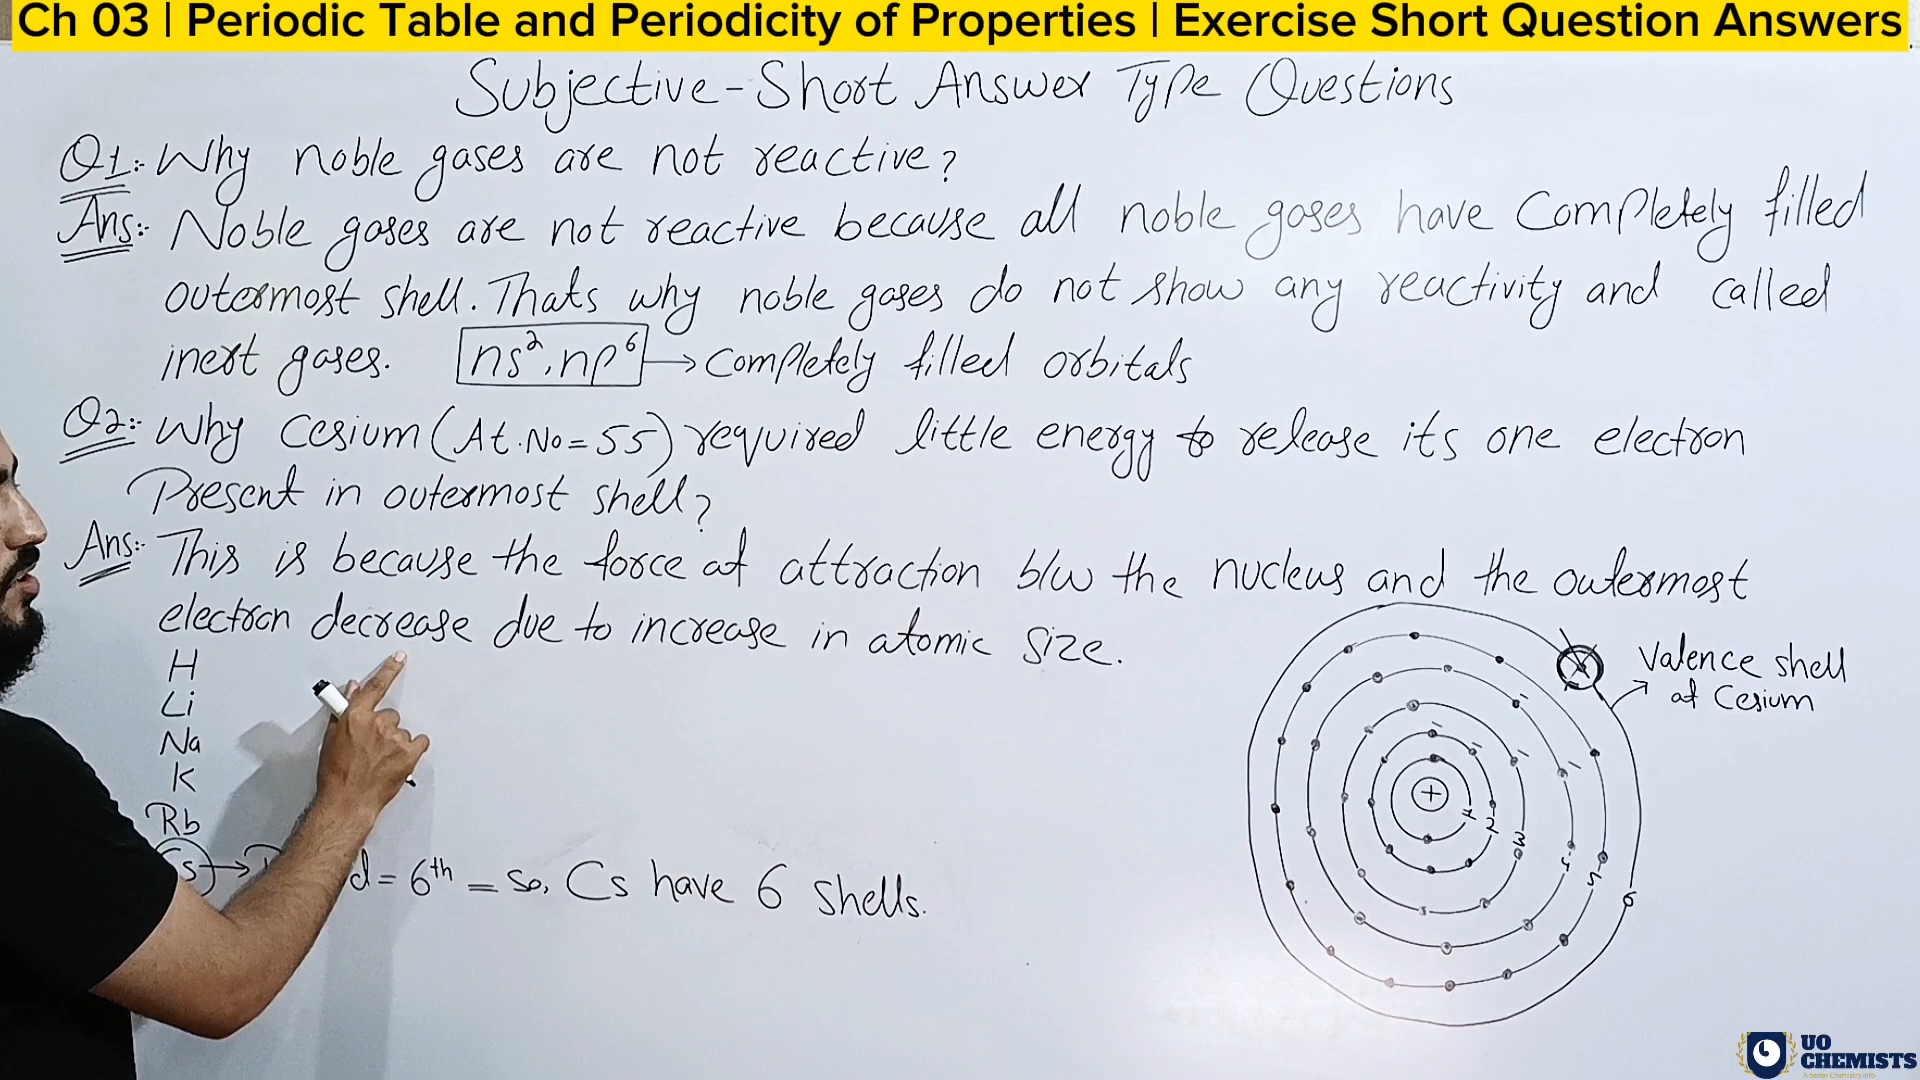 Ch 03 | Periodic Table and Periodicity of Properties | Exercise Short Question Answers
Subjective-Short Answer Type Questions
Q1:- Why noble gases are not reactive?
Ans:- Noble gases are not reactive because all noble gases have completely filled
outermost shell. Thats why noble gases do not show any reactivity and called
inert gases. ns², np⁶ → completely filled orbitals
Q2:- Why Cesium (At.No=55) required little energy to release its one electron
Present in outermost shell?
Ans:- This is because the force of attraction b/w the nucleus and the outermost
electron decrease due to increase in atomic size.
H
Li
Na
K
Rb
Cs → d = 6th = so, Cs have 6 shells.
Valence shell
of Cesium
+
6
UO
CHEMISTS